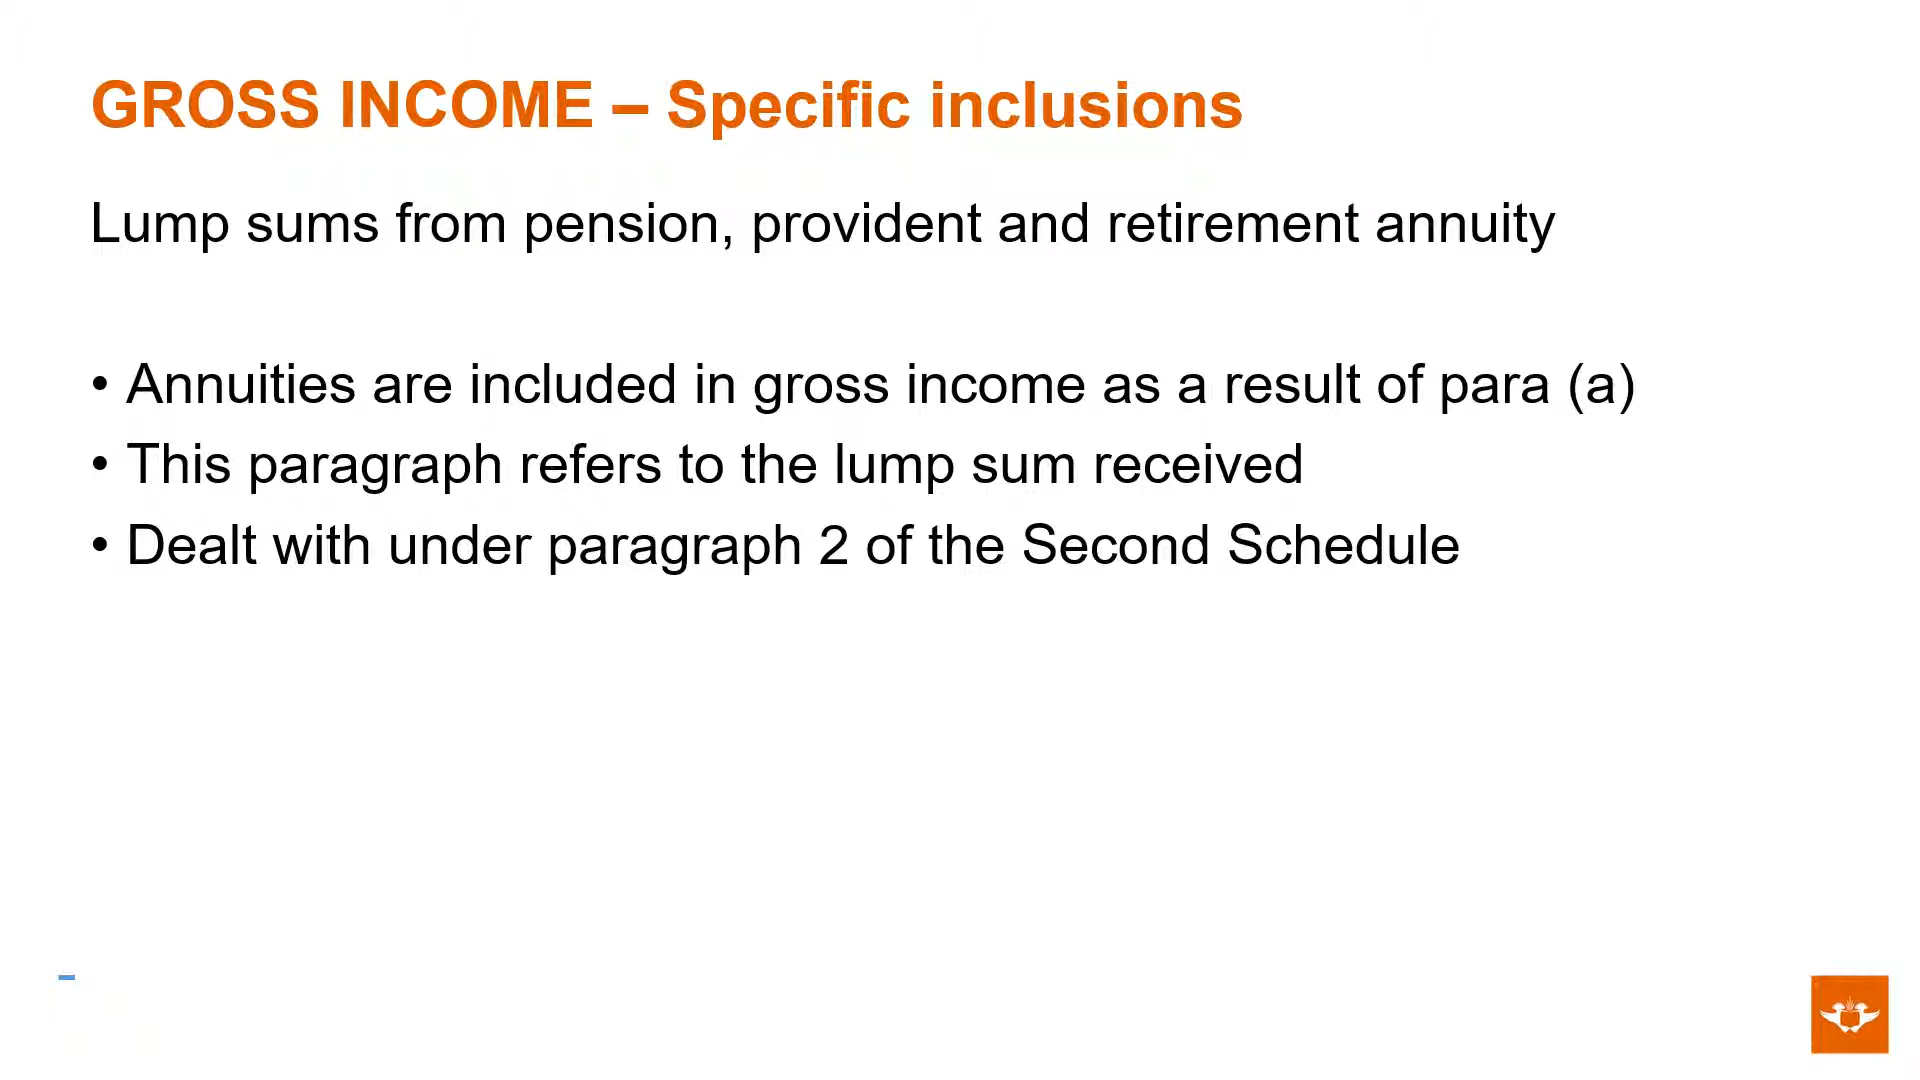 GROSS INCOME – Specific inclusions
Lump sums from pension, provident and retirement annuity
• Annuities are included in gross income as a result of para (a)
• This paragraph refers to the lump sum received
• Dealt with under paragraph 2 of the Second Schedule